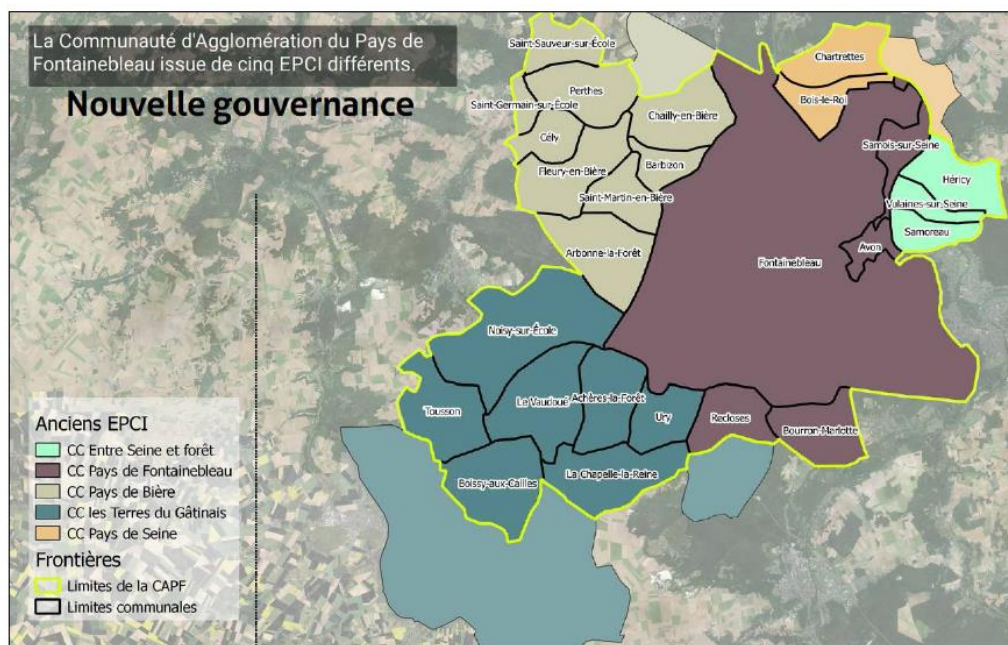 La Communauté d'Agglomération du Pays de
Fontainebleau issue de cinq EPCI différents.
Nouvelle gouvernance
Saint-Sauveur-sur-École
Chartrettes
Perthes
Saint-Germain-sur-École
Bois-le-Roi
Chailly-en-Bière
Cély
Samois-sur-Seine
Barbizon
Fleury-en-Bière
Héricy
Saint-Martin-en-Bière
Vulaines-sur-Seine
Samoreau
Avon
Arbonne-la-Forêt
Fontainebleau
Noisy-sur-École
Achères-la-Forêt
Le Vaudoué
Tousson
Ury
Recloses
Bourron-Marlotte
La Chapelle-la-Reine
Boissy-aux-Cailles
Anciens EPCI
CC Entre Seine et forêt
CC Pays de Fontainebleau
CC Pays de Bière
CC les Terres du Gâtinais
CC Pays de Seine
Frontières
Limites de la CAPF
Limites communales